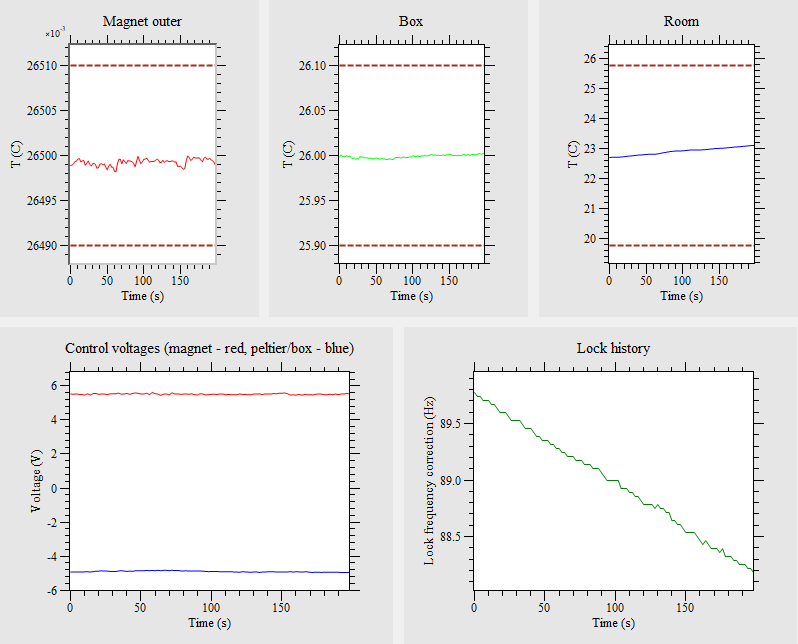 Magnet outer
×10⁻³
26510
26505
26500
26495
26490
T (C)
0 50 100 150
Time (s)
Box
26.10
26.05
26.00
25.95
25.90
T (C)
0 50 100 150
Time (s)
Room
26
25
24
23
22
21
20
T (C)
0 50 100 150
Time (s)
Control voltages (magnet - red, peltier/box - blue)
6
4
2
0
-2
-4
-6
Voltage (V)
0 50 100 150
Time (s)
Lock history
89.5
89.0
88.5
Lock frequency correction (Hz)
0 50 100 150
Time (s)